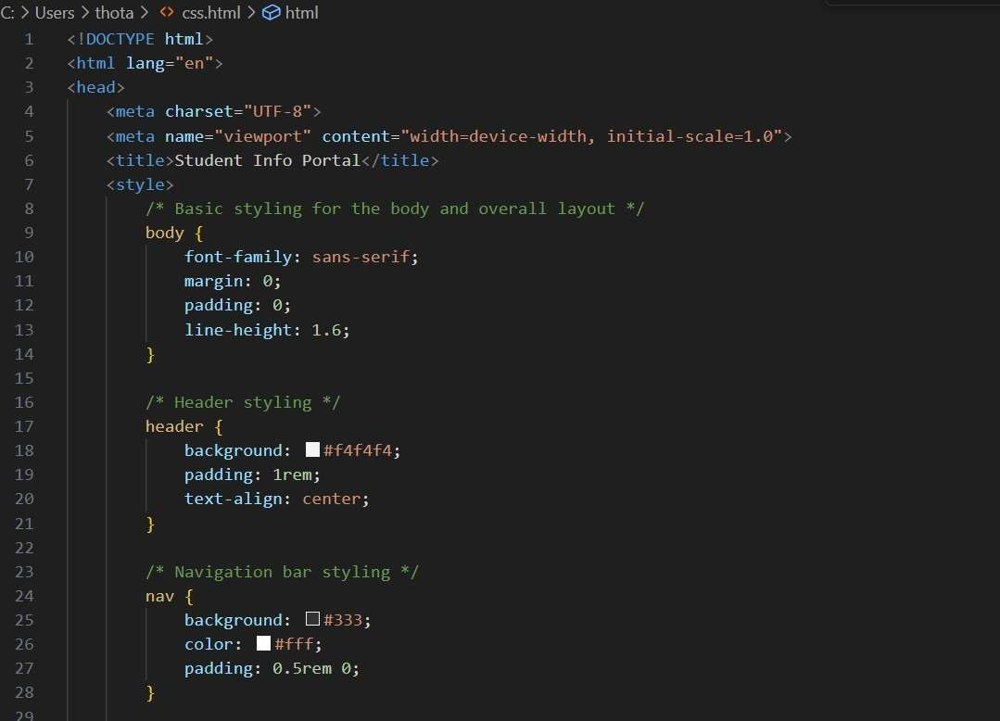 C: > Users > thota > <> css.html > html
1 <!DOCTYPE html>
2 <html lang="en">
3 <head>
4     <meta charset="UTF-8">
5     <meta name="viewport" content="width=device-width, initial-scale=1.0">
6     <title>Student Info Portal</title>
7     <style>
8         /* Basic styling for the body and overall layout */
9         body {
10             font-family: sans-serif;
11             margin: 0;
12             padding: 0;
13             line-height: 1.6;
14         }
15
16         /* Header styling */
17         header {
18             background: #f4f4f4;
19             padding: 1rem;
20             text-align: center;
21         }
22
23         /* Navigation bar styling */
24         nav {
25             background: #333;
26             color: #fff;
27             padding: 0.5rem 0;
28         }
29